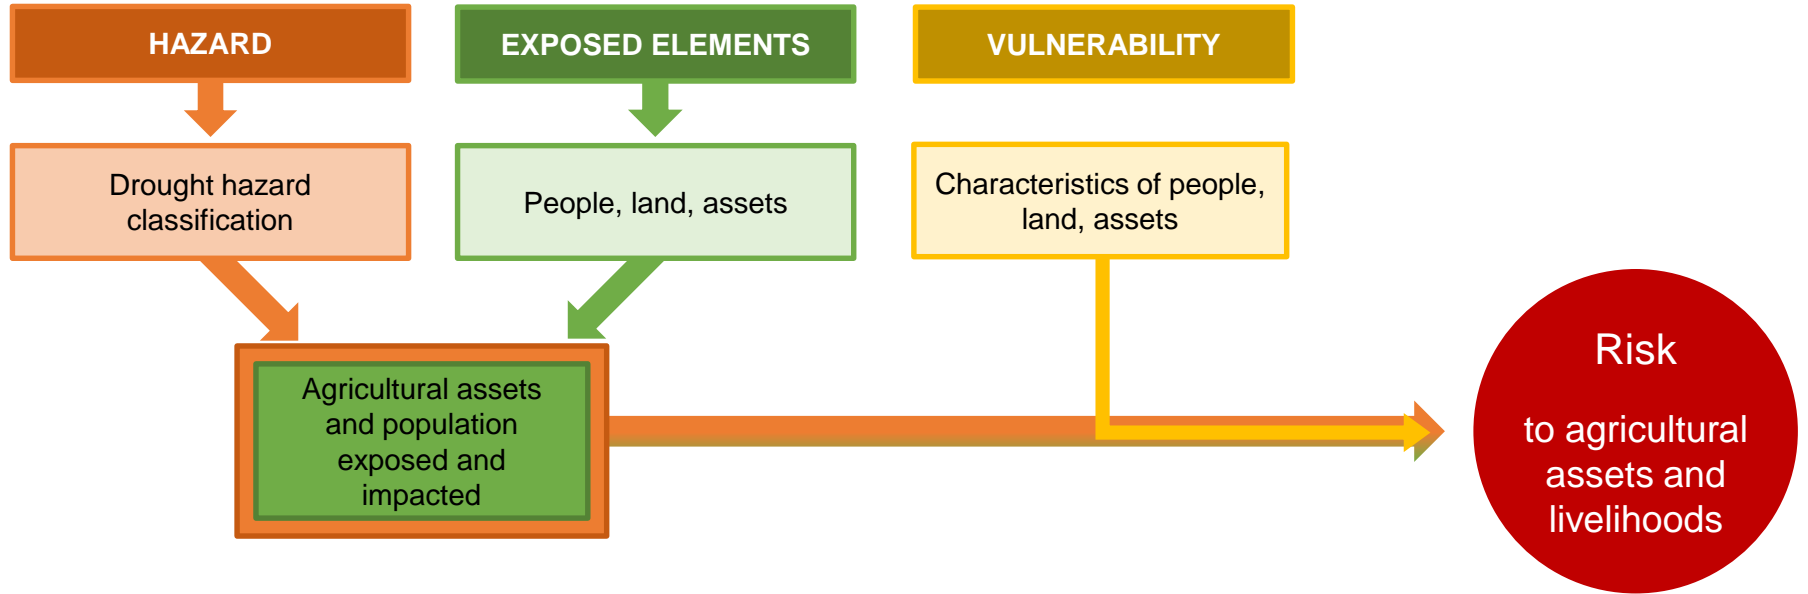 HAZARD
EXPOSED ELEMENTS
VULNERABILITY
Drought hazard
classification
People, land, assets
Characteristics of people,
land, assets
Agricultural assets
and population
exposed and
impacted
Risk
to agricultural
assets and
livelihoods